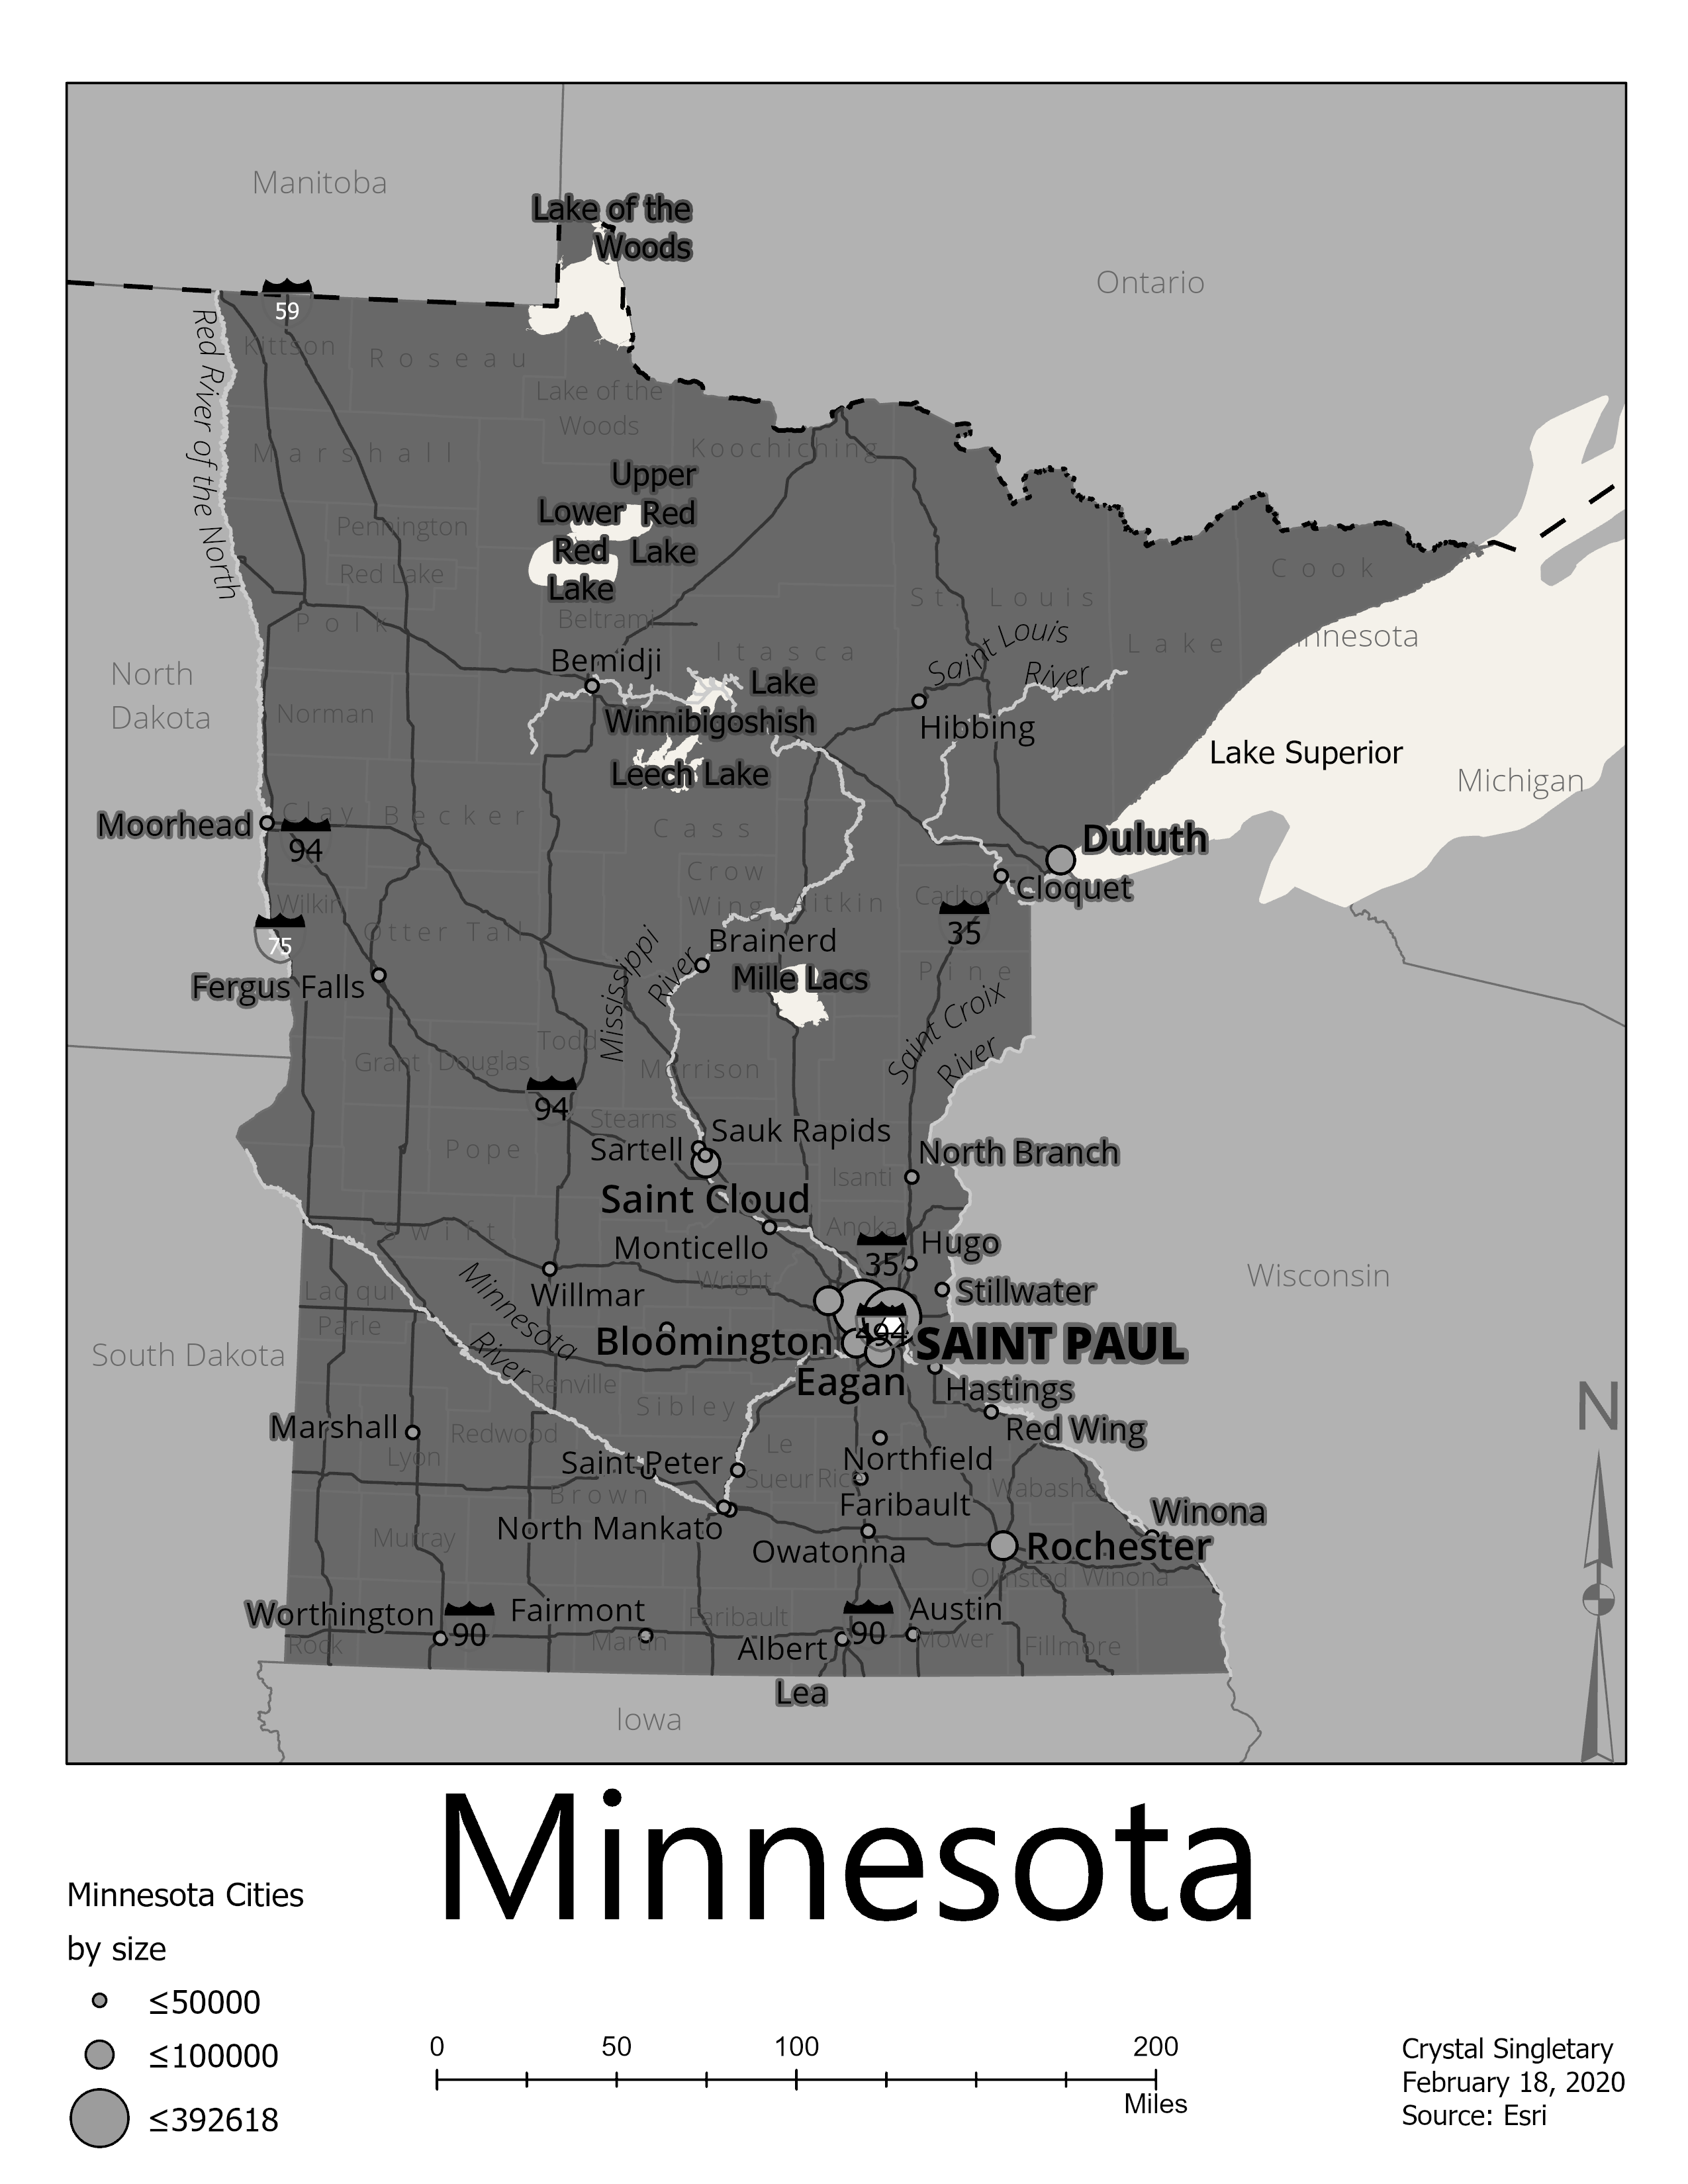 Manitoba
Lake of the
Woods
Ontario
59
Kittson
Roseau
Red River of the North
Lake of the
Woods
Marshall
Koochiching
Upper
Lower Red
Red Lake
Lake
Pennington
Red Lake
Cook
St. Louis
Polk
Beltrami
Saint Louis
River
Lake
nnesota
Itasca
Bemidji
North
Dakota
Lake
Winnibigoshish
Norman
Hibbing
Leech Lake
Lake Superior
Michigan
Moorhead
Clay
Becker
94
Cass
Duluth
Cloquet
Crow
Wing
Aitkin
Carlton
Wilkin
35
75
Otter Tail
Brainerd
Mississippi
River
Mille Lacs
Pine
Fergus Falls
Saint Croix
River
Todd
Grant
Douglas
Morrison
94
Stearns
Sauk Rapids
Sartell
Pope
North Branch
Isanti
Saint Cloud
Swift
Anoka
Monticello
35
Hugo
Wright
Wisconsin
Lac qui
Parle
Minnesota
River
Willmar
Stillwater
South Dakota
Bloomington
494
SAINT PAUL
Eagan
Renville
Hastings
Sibley
Red Wing
N
Marshall
Redwood
Lyon
Le
Sueur
Rice
Northfield
Saint Peter
Brown
Wabasha
Faribault
Winona
North Mankato
Murray
Owatonna
Rochester
Olmsted
Winona
Worthington
90
Fairmont
Faribault
90
Austin
Rock
Martin
Albert
Lea
Mower
Fillmore
Iowa
Minnesota
Minnesota Cities
by size
≤50000
≤100000
≤392618
0 50 100 200
Miles
Crystal Singletary
February 18, 2020
Source: Esri